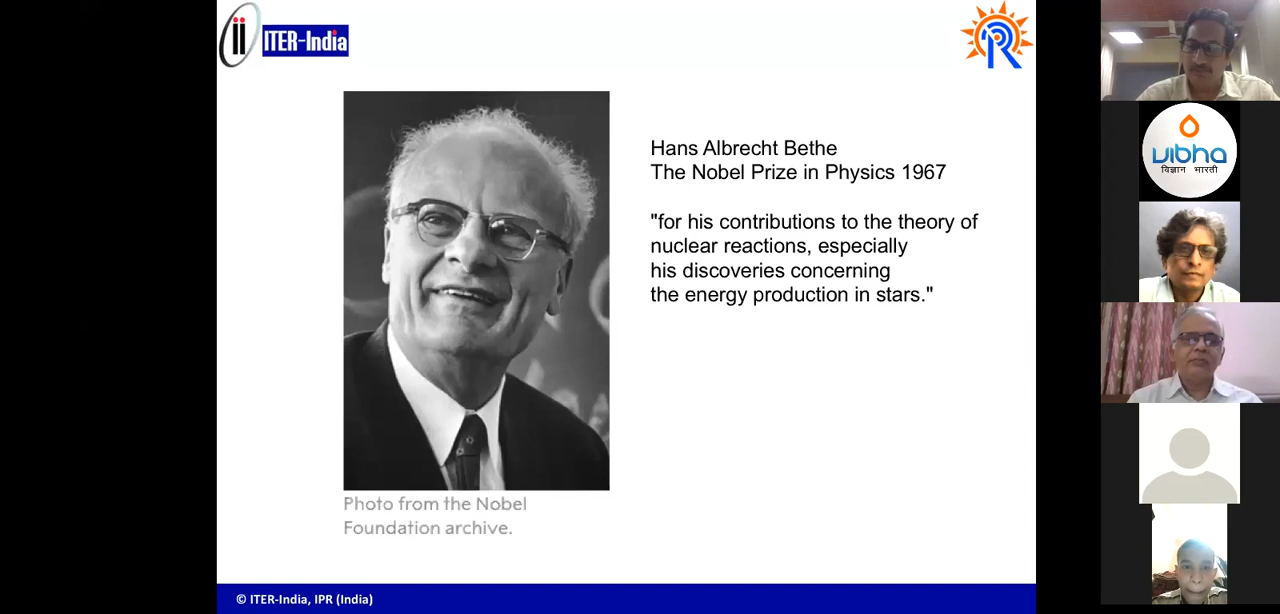 ITER-India
Hans Albrecht Bethe
The Nobel Prize in Physics 1967
"for his contributions to the theory of
nuclear reactions, especially
his discoveries concerning
the energy production in stars."
Photo from the Nobel
Foundation archive.
© ITER-India, IPR (India)
vibha
विज्ञान भारती